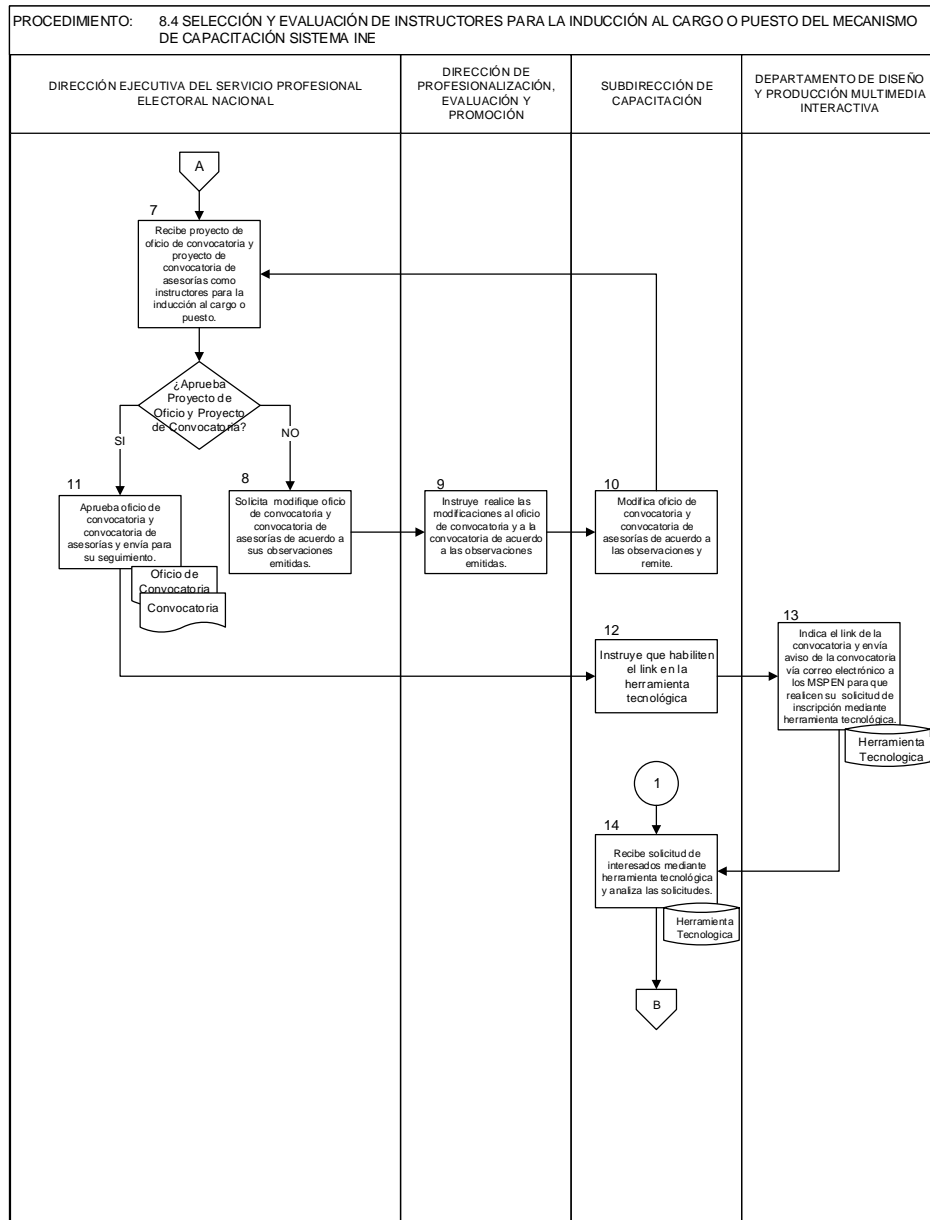 PROCEDIMIENTO: 8.4 SELECCIÓN Y EVALUACIÓN DE INSTRUCTORES PARA LA INDUCCIÓN AL CARGO O PUESTO DEL MECANISMO
DE CAPACITACIÓN SISTEMA INE
DIRECCIÓN EJECUTIVA DEL SERVICIO PROFESIONAL
ELECTORAL NACIONAL
DIRECCIÓN DE
PROFESIONALIZACIÓN,
EVALUACIÓN Y
PROMOCIÓN
SUBDIRECCIÓN DE
CAPACITACIÓN
DEPARTAMENTO DE DISEÑO
Y PRODUCCIÓN MULTIMEDIA
INTERACTIVA
A
7
Recibe proyecto de
oficio de convocatoria y
proyecto de
convocatoria de
asesorías como
instructores para la
inducción al cargo o
puesto.
¿Aprueba
Proyecto de
Oficio y Proyecto
de Convocatoria?
SI
NO
11
Aprueba oficio de
convocatoria y
convocatoria de
asesorías y envía para
su seguimiento.
Oficio de
Convocatoria
Convocatoria
8
Solicita modifique oficio
de convocatoria y
convocatoria de
asesorías de acuerdo a
sus observaciones
emitidas.
9
Instruye realice las
modificaciones al oficio
de convocatoria y a la
convocatoria de acuerdo
a las observaciones
emitidas.
10
Modifica oficio de
convocatoria y
convocatoria de
asesorías de acuerdo a
las observaciones y
remite.
12
Instruye que habiliten
el link en la
herramienta
tecnológica
13
Indica el link de la
convocatoria y envía
aviso de la convocatoria
vía correo electrónico a
los MSPEN para que
realicen su solicitud de
inscripción mediante
herramienta tecnológica.
Herramienta
Tecnologica
1
14
Recibe solicitud de
interesados mediante
herramienta tecnológica
y analiza las solicitudes.
Herramienta
Tecnologica
B